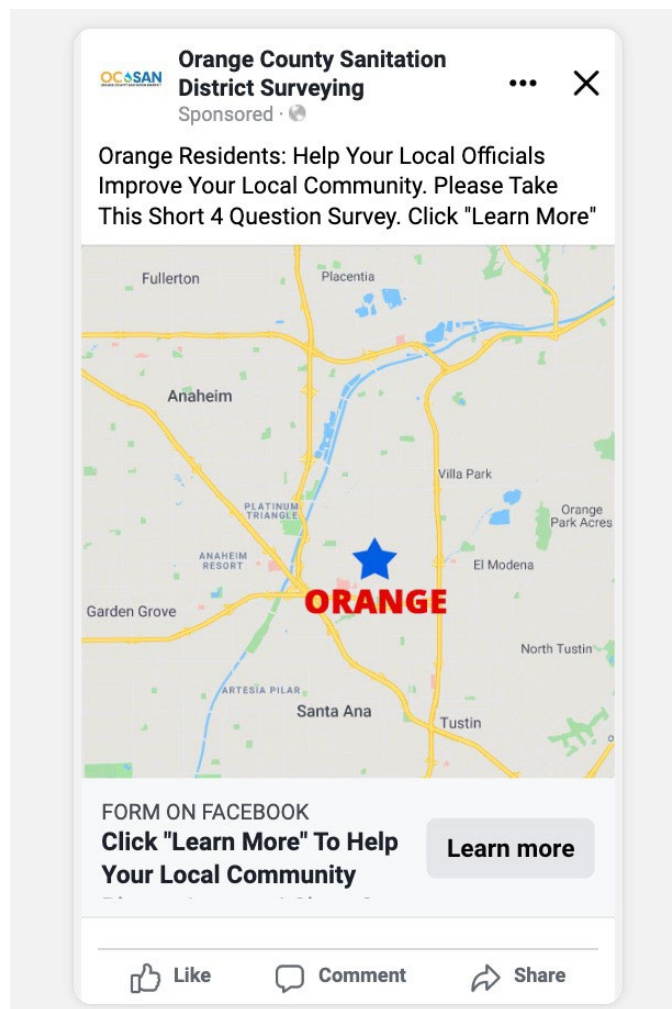 OC SAN
Orange County Sanitation
District Surveying
Sponsored ·
Orange Residents: Help Your Local Officials
Improve Your Local Community. Please Take
This Short 4 Question Survey. Click "Learn More"
Fullerton
Placentia
Anaheim
Villa Park
PLATINUM
TRIANGLE
Orange
Park Acres
ANAHEIM
RESORT
El Modena
ORANGE
Garden Grove
North Tustin
ARTESIA PILAR
Santa Ana
Tustin
FORM ON FACEBOOK
Click "Learn More" To Help
Your Local Community
Learn more
Like
Comment
Share